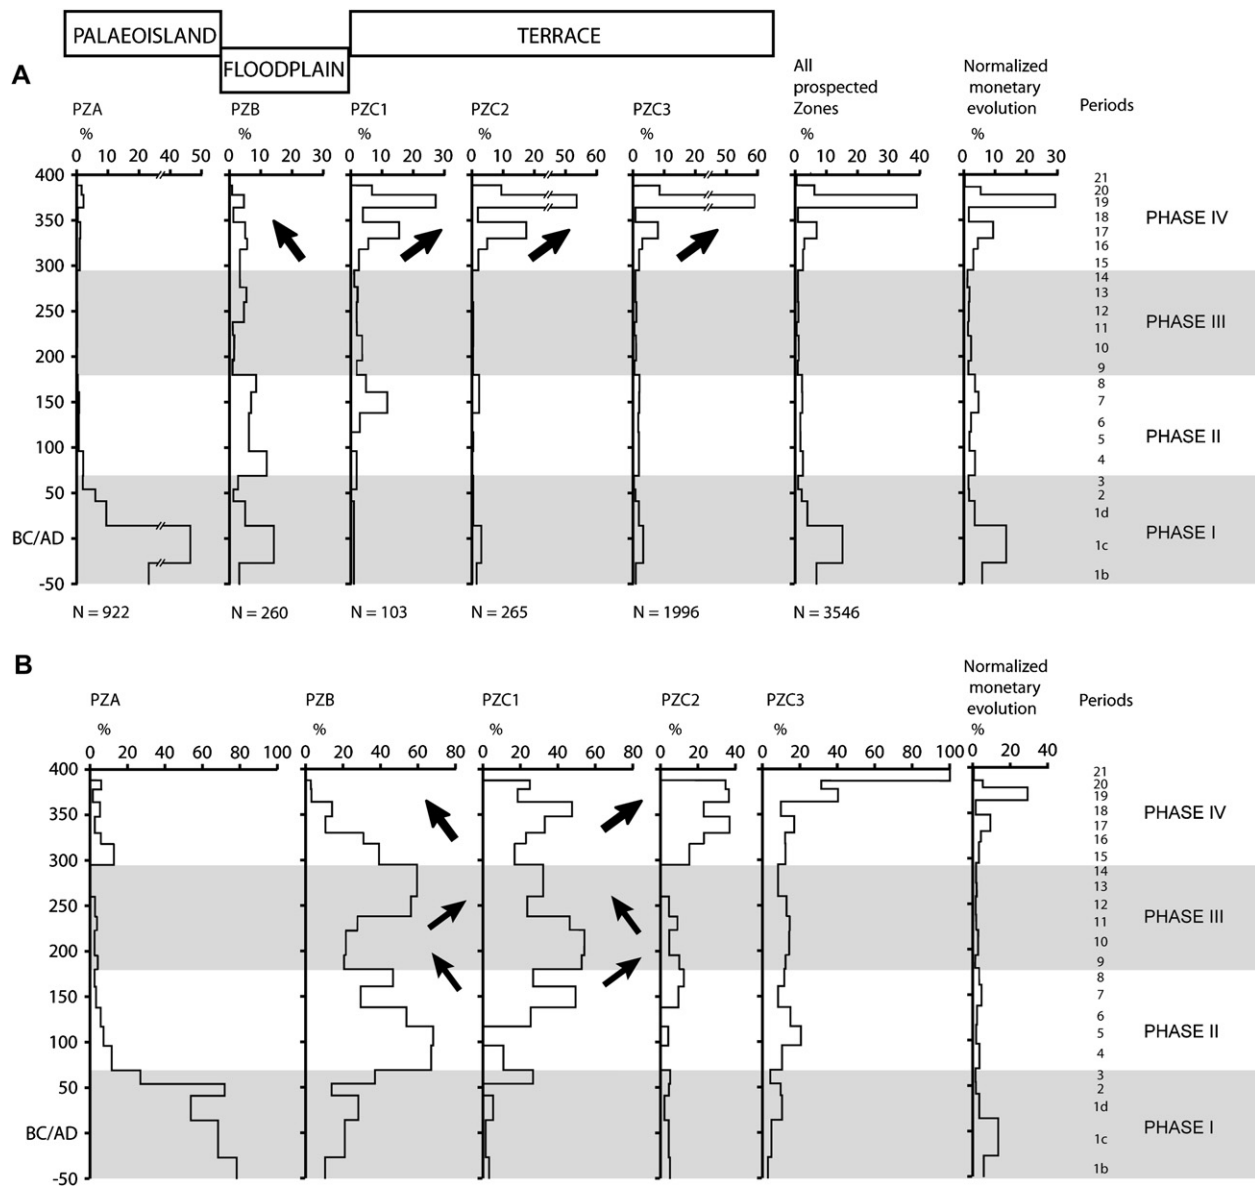 PALAEOISLAND
FLOODPLAIN
TERRACE
A
PZA
PZB
PZC1
PZC2
PZC3
All
prospected
Zones
Normalized
monetary
evolution
Periods
% % % % % % %
0 10 20 30 40 50
0 10 20 30
0 10 20 30
0 10 20 50 60
0 10 20 50 60
0 10 20 30 40
0 10 20 30
400
350
300
250
200
150
100
50
BC/AD
-50
21
20
19
18
17
16
15
14
13
12
11
10
9
8
7
6
5
4
3
2
1d
1c
1b
PHASE IV
PHASE III
PHASE II
PHASE I
N = 922
N = 260
N = 103
N = 265
N = 1996
N = 3546
B
PZA
PZB
PZC1
PZC2
PZC3
Normalized
monetary
evolution
Periods
% % % % % %
0 20 40 60 80 100
0 20 40 60 80
0 20 40 60 80
0 20 40
0 20 40 60 80 100
0 20 40
400
350
300
250
200
150
100
50
BC/AD
-50
21
20
19
18
17
16
15
14
13
12
11
10
9
8
7
6
5
4
3
2
1d
1c
1b
PHASE IV
PHASE III
PHASE II
PHASE I